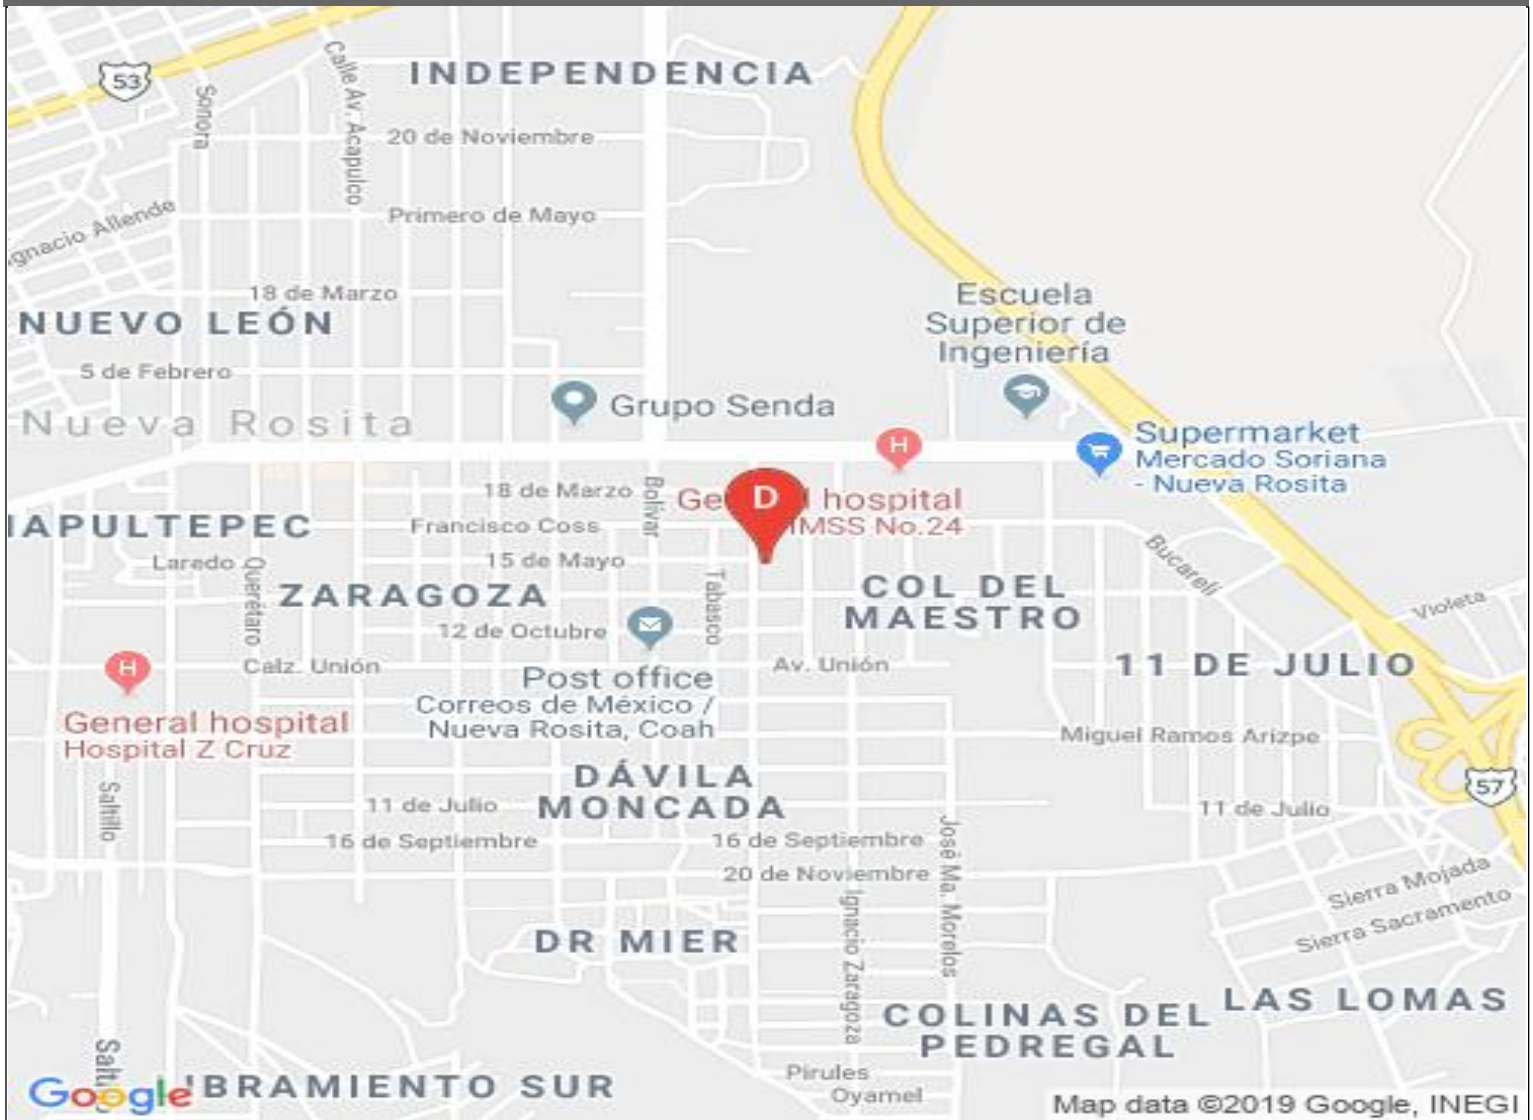 53
Sonora
Calle Av. Acapulco
INDEPENDENCIA
20 de Noviembre
Ignacio Allende
Primero de Mayo
18 de Marzo
NUEVO LEÓN
Escuela
Superior de
Ingeniería
5 de Febrero
Nueva Rosita
Grupo Senda
H
Supermarket
Mercado Soriana
- Nueva Rosita
18 de Marzo
Bolívar
D
Ge l hospital
IMSS No.24
IAPULTEPEC
Francisco Coss
Laredo
15 de Mayo
Querétaro
ZARAGOZA
Tabasco
COL DEL
MAESTRO
Bucareli
Violeta
12 de Octubre
H
Calz. Unión
Av. Unión
11 DE JULIO
Post office
Correos de México /
Nueva Rosita, Coah
General hospital
Hospital Z Cruz
Miguel Ramos Arizpe
DÁVILA
MONCADA
57
Saltillo
11 de Julio
11 de Julio
16 de Septiembre
16 de Septiembre
20 de Noviembre
José Ma. Morelos
Sierra Mojada
Sierra Sacramento
Ignacio Zaragoza
DR MIER
LAS LOMAS
COLINAS DEL
PEDREGAL
Salti
IBRAMIENTO SUR
Pirules
Oyamel
Google
Map data ©2019 Google, INEGI